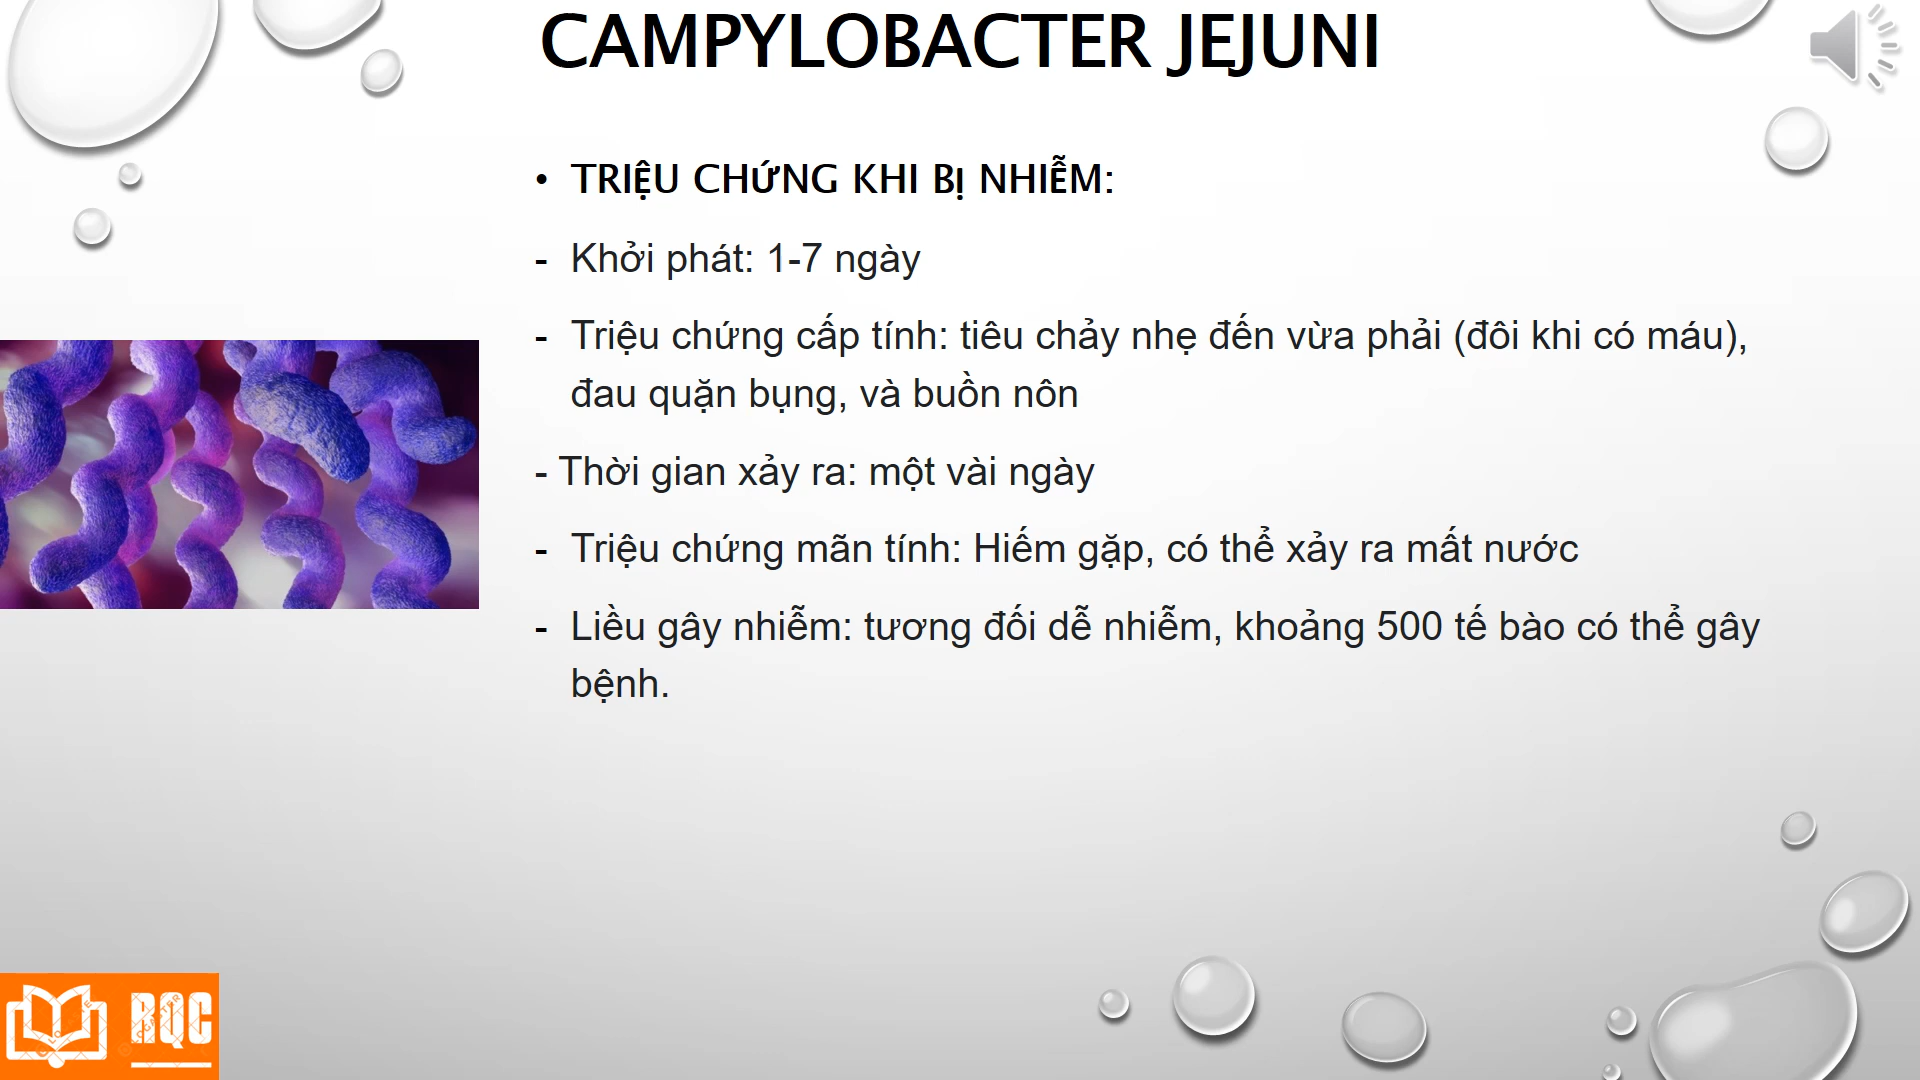 CAMPYLOBACTER JEJUNI
• TRIỆU CHỨNG KHI BỊ NHIỄM:
- Khởi phát: 1-7 ngày
- Triệu chứng cấp tính: tiêu chảy nhẹ đến vừa phải (đôi khi có máu),
đau quặn bụng, và buồn nôn
- Thời gian xảy ra: một vài ngày
- Triệu chứng mãn tính: Hiếm gặp, có thể xảy ra mất nước
- Liều gây nhiễm: tương đối dễ nhiễm, khoảng 500 tế bào có thể gây
bệnh.
RQC